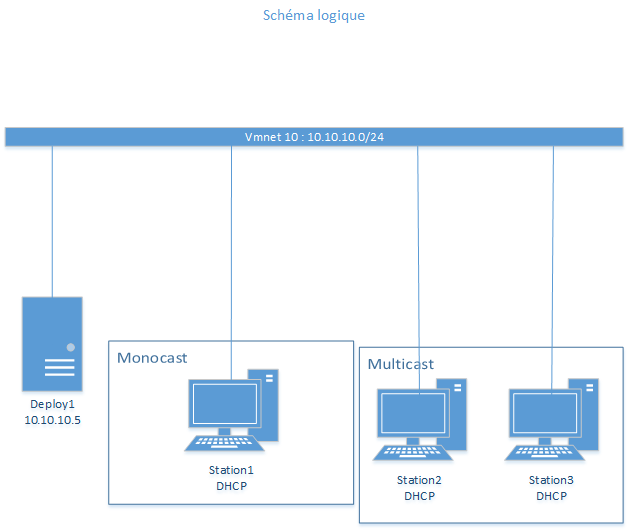 Schéma logique
Vmnet 10 : 10.10.10.0/24
Monocast
Multicast
Deploy1
10.10.10.5
Station1
DHCP
Station2
DHCP
Station3
DHCP